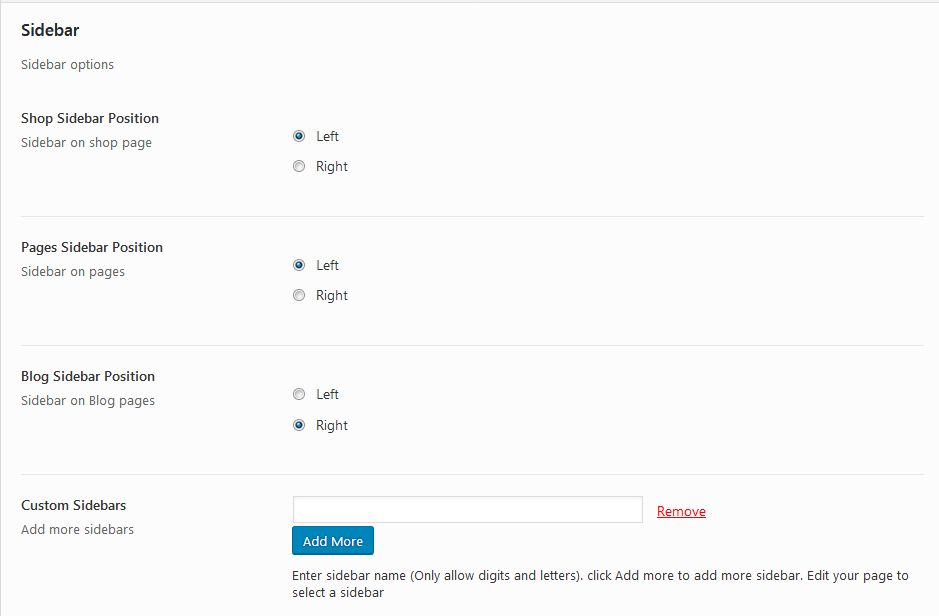 Sidebar
Sidebar options
Shop Sidebar Position
Sidebar on shop page
Left
Right
Pages Sidebar Position
Sidebar on pages
Left
Right
Blog Sidebar Position
Sidebar on Blog pages
Left
Right
Custom Sidebars
Add more sidebars
Remove
Add More
Enter sidebar name (Only allow digits and letters). click Add more to add more sidebar. Edit your page to
select a sidebar